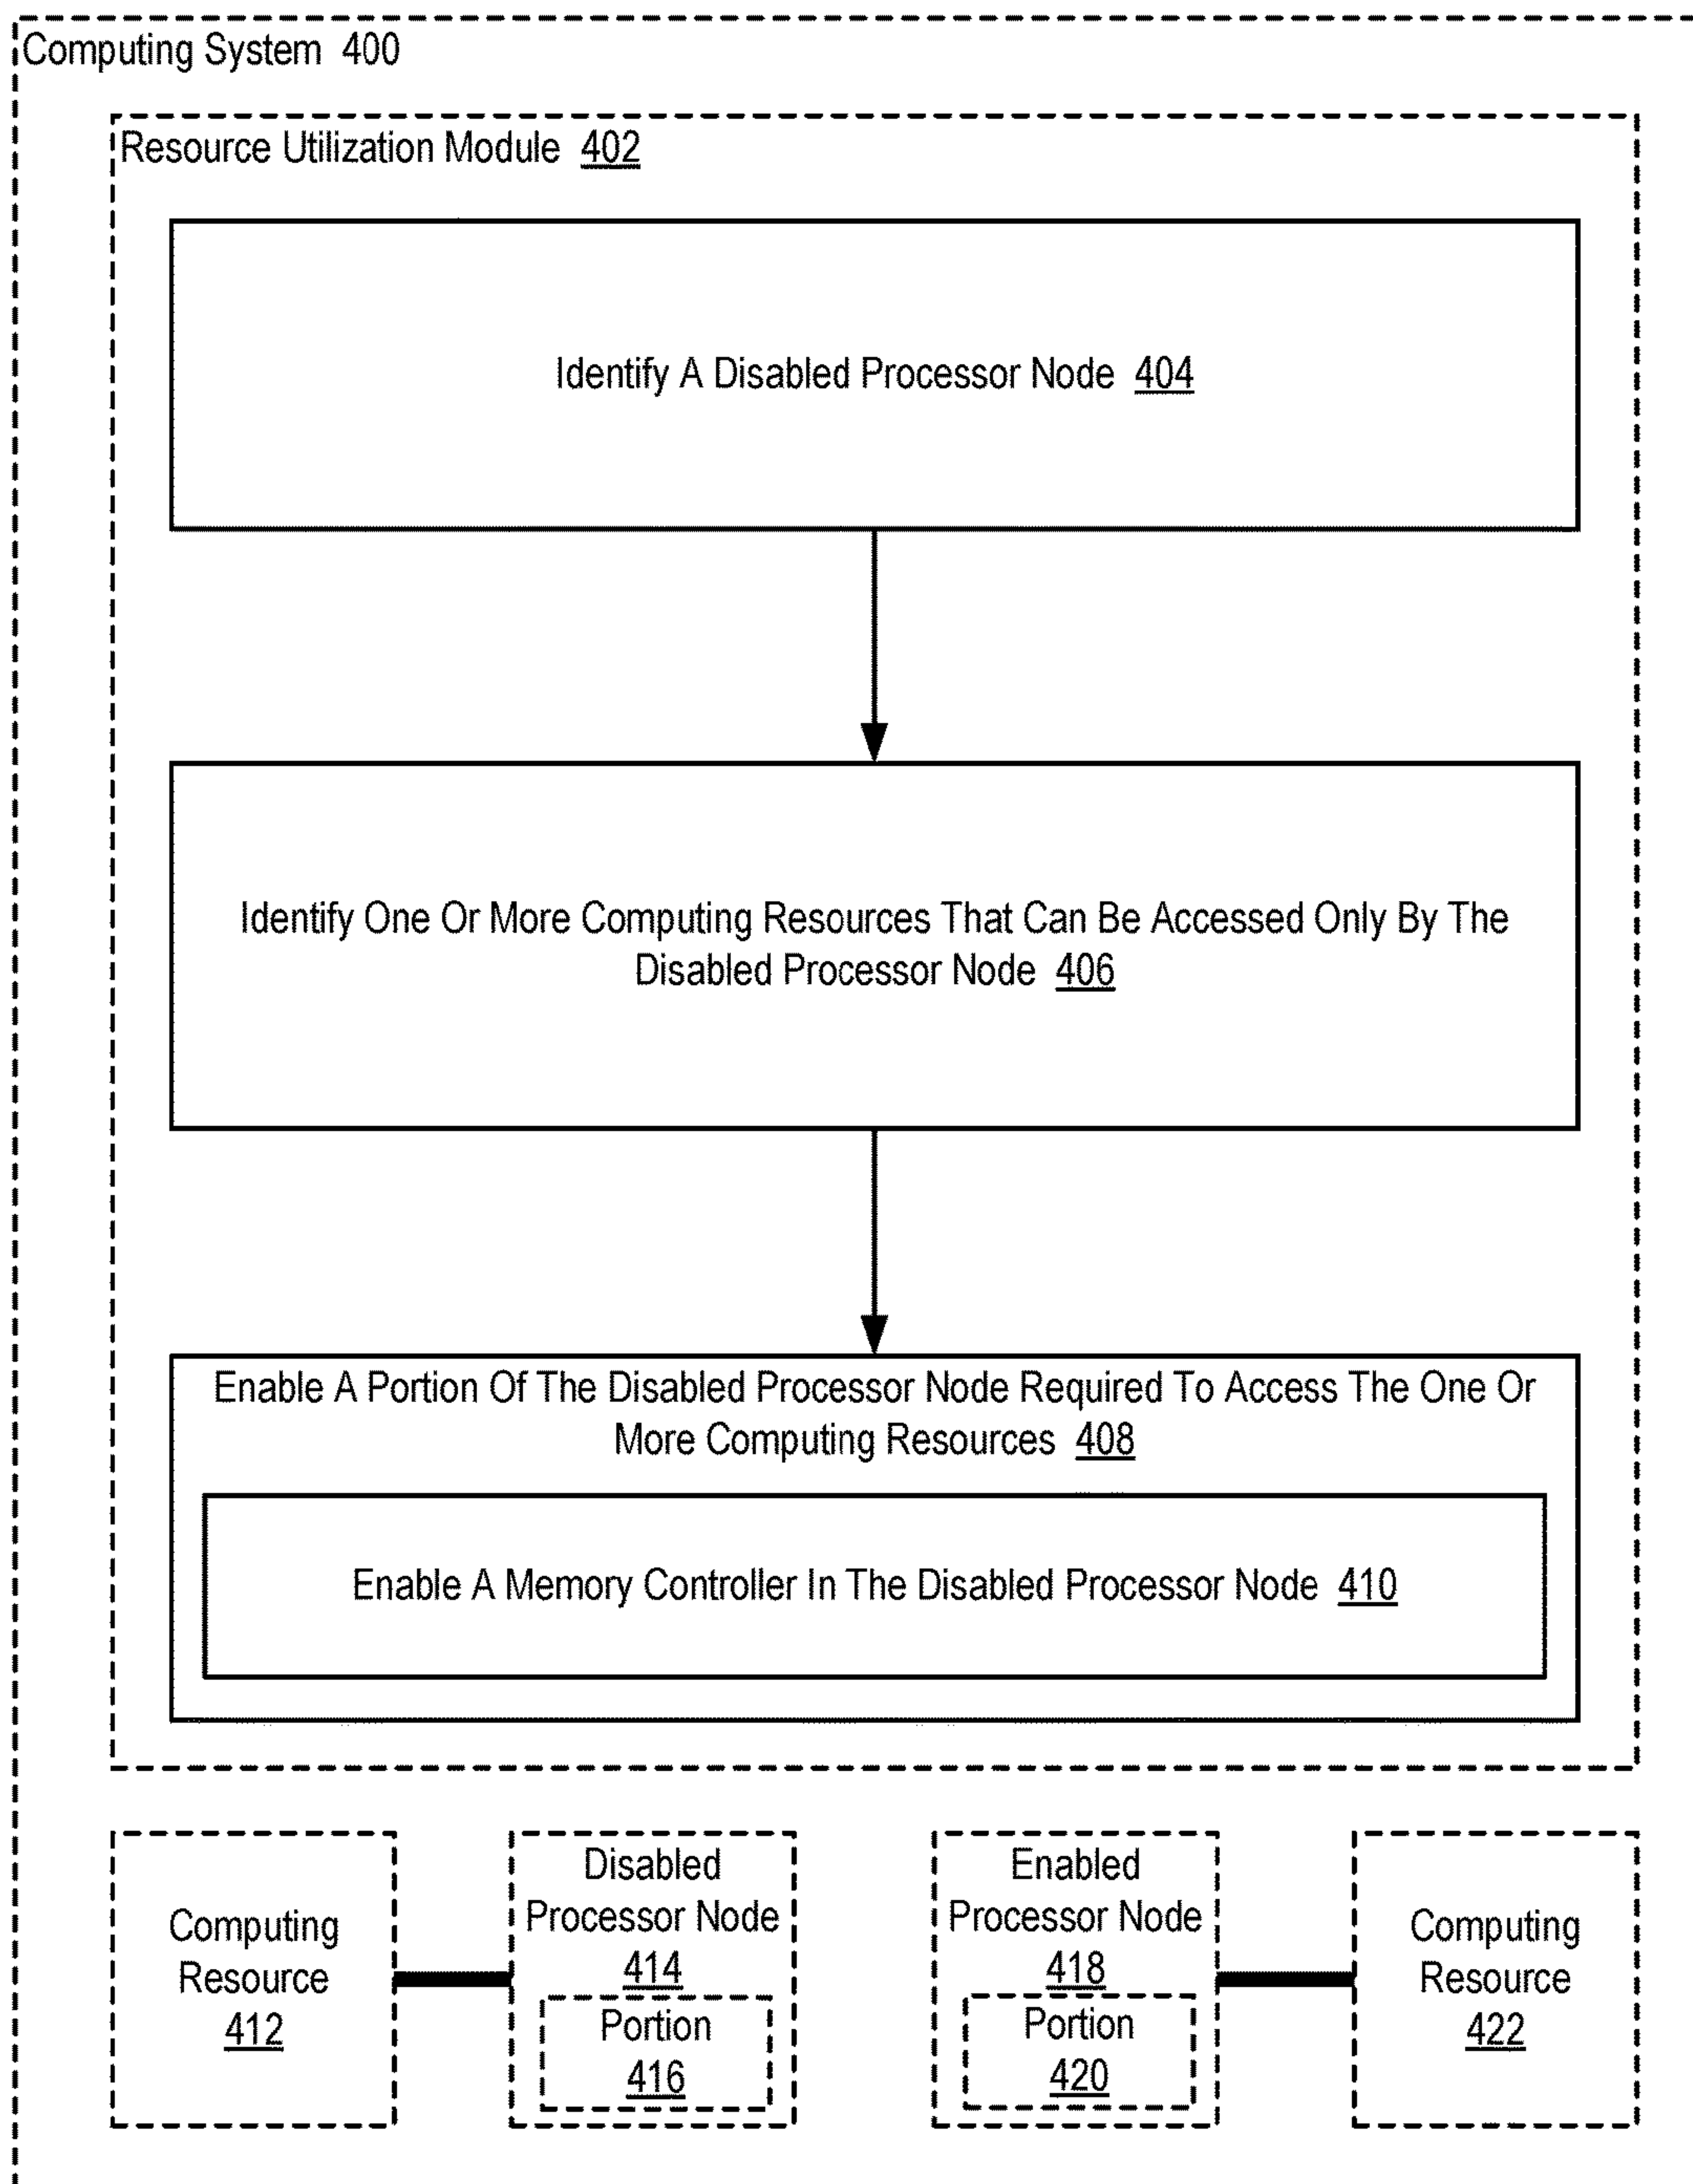 Computing System 400
Resource Utilization Module 402
Identify A Disabled Processor Node 404
Identify One Or More Computing Resources That Can Be Accessed Only By The
Disabled Processor Node 406
Enable A Portion Of The Disabled Processor Node Required To Access The One Or
More Computing Resources 408
Enable A Memory Controller In The Disabled Processor Node 410
Computing
Resource
412
Disabled
Processor Node
414
Portion
416
Enabled
Processor Node
418
Portion
420
Computing
Resource
422